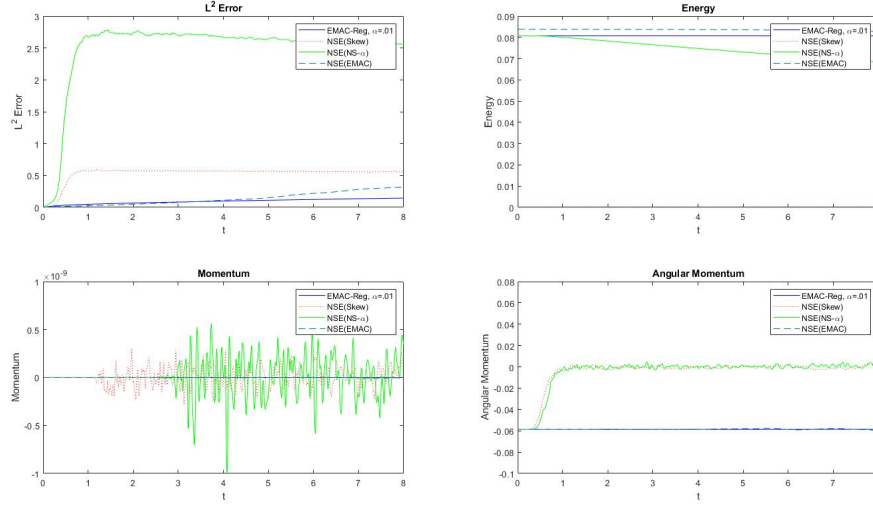 L² Error
3
2.5
2
1.5
1
0.5
0
L² Error
0 1 2 3 4 5 6 7 8
t
EMAC-Reg, α=.01
NSE(Skew)
NSE(NS-α)
NSE(EMAC)
Energy
0.09
0.08
0.07
0.06
0.05
0.04
0.03
0.02
0.01
0
Energy
0 1 2 3 4 5 6 7
t
EMAC-Reg, α=.01
NSE(Skew)
NSE(NS-α)
NSE(EMAC)
Momentum
×10⁻⁹
1
0.5
0
-0.5
-1
Momentum
0 1 2 3 4 5 6 7 8
t
EMAC-Reg, α=.01
NSE(Skew)
NSE(NS-α)
NSE(EMAC)
Angular Momentum
0.08
0.06
0.04
0.02
0
-0.02
-0.04
-0.06
-0.08
-0.1
Angular Momentum
0 1 2 3 4 5 6 7
t
EMAC-Reg, α=.01
NSE(Skew)
NSE(NS-α)
NSE(EMAC)